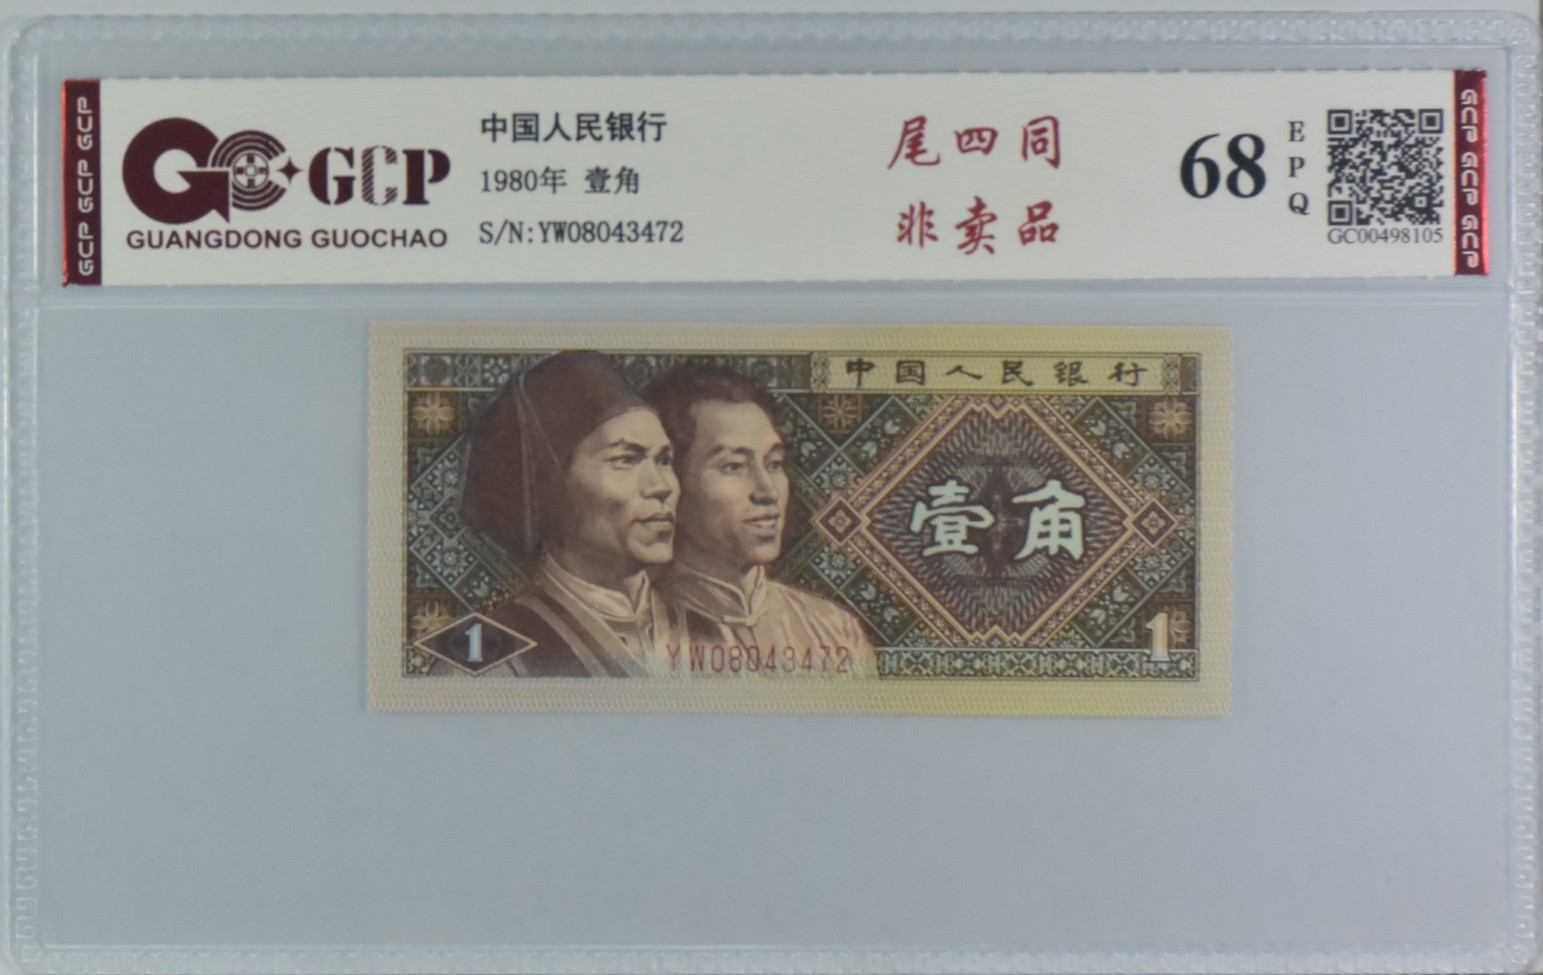 GCP GCP GCP
GCP
GUANGDONG GUOCHAO
中国人民银行
1980年 壹角
S/N:YW08043472
尾四同
非卖品
68
EPQ
GC00498105
GCP GCP GCP
中国人民银行
壹角
1
YW08043472
1